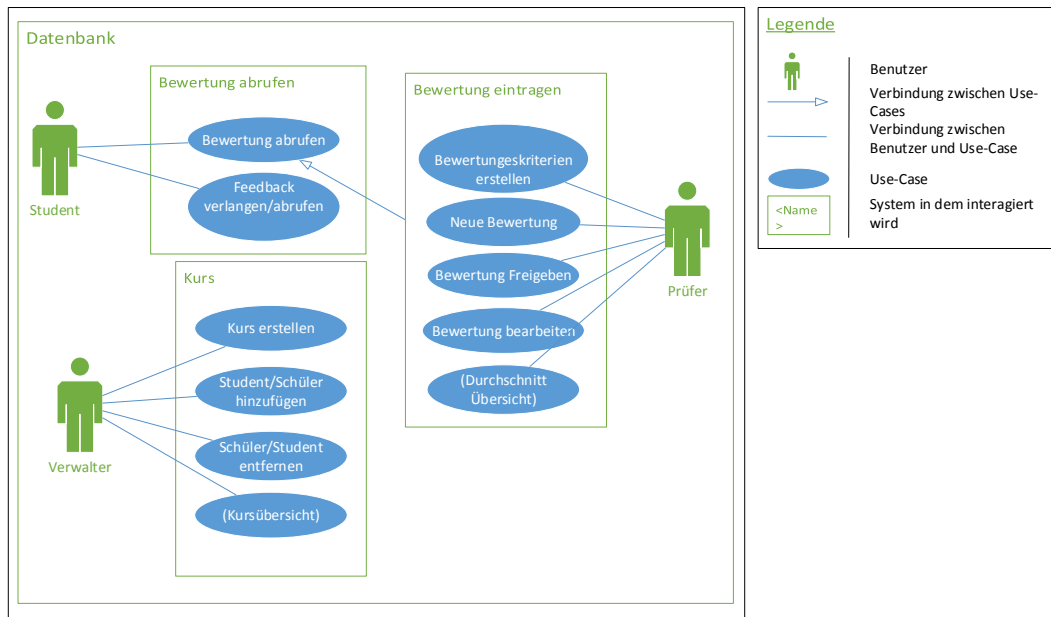 Datenbank
Bewertung abrufen
Bewertung abrufen
Feedback
verlangen/abrufen
Student
Bewertung eintragen
Bewertungeskriterien
erstellen
Neue Bewertung
Bewertung Freigeben
Bewertung bearbeiten
(Durchschnitt
Übersicht)
Prüfer
Kurs
Kurs erstellen
Student/Schüler
hinzufügen
Schüler/Student
entfernen
(Kursübersicht)
Verwalter
Legende
Benutzer
Verbindung zwischen Use-
Cases
Verbindung zwischen
Benutzer und Use-Case
Use-Case
<Name
>
System in dem interagiert
wird